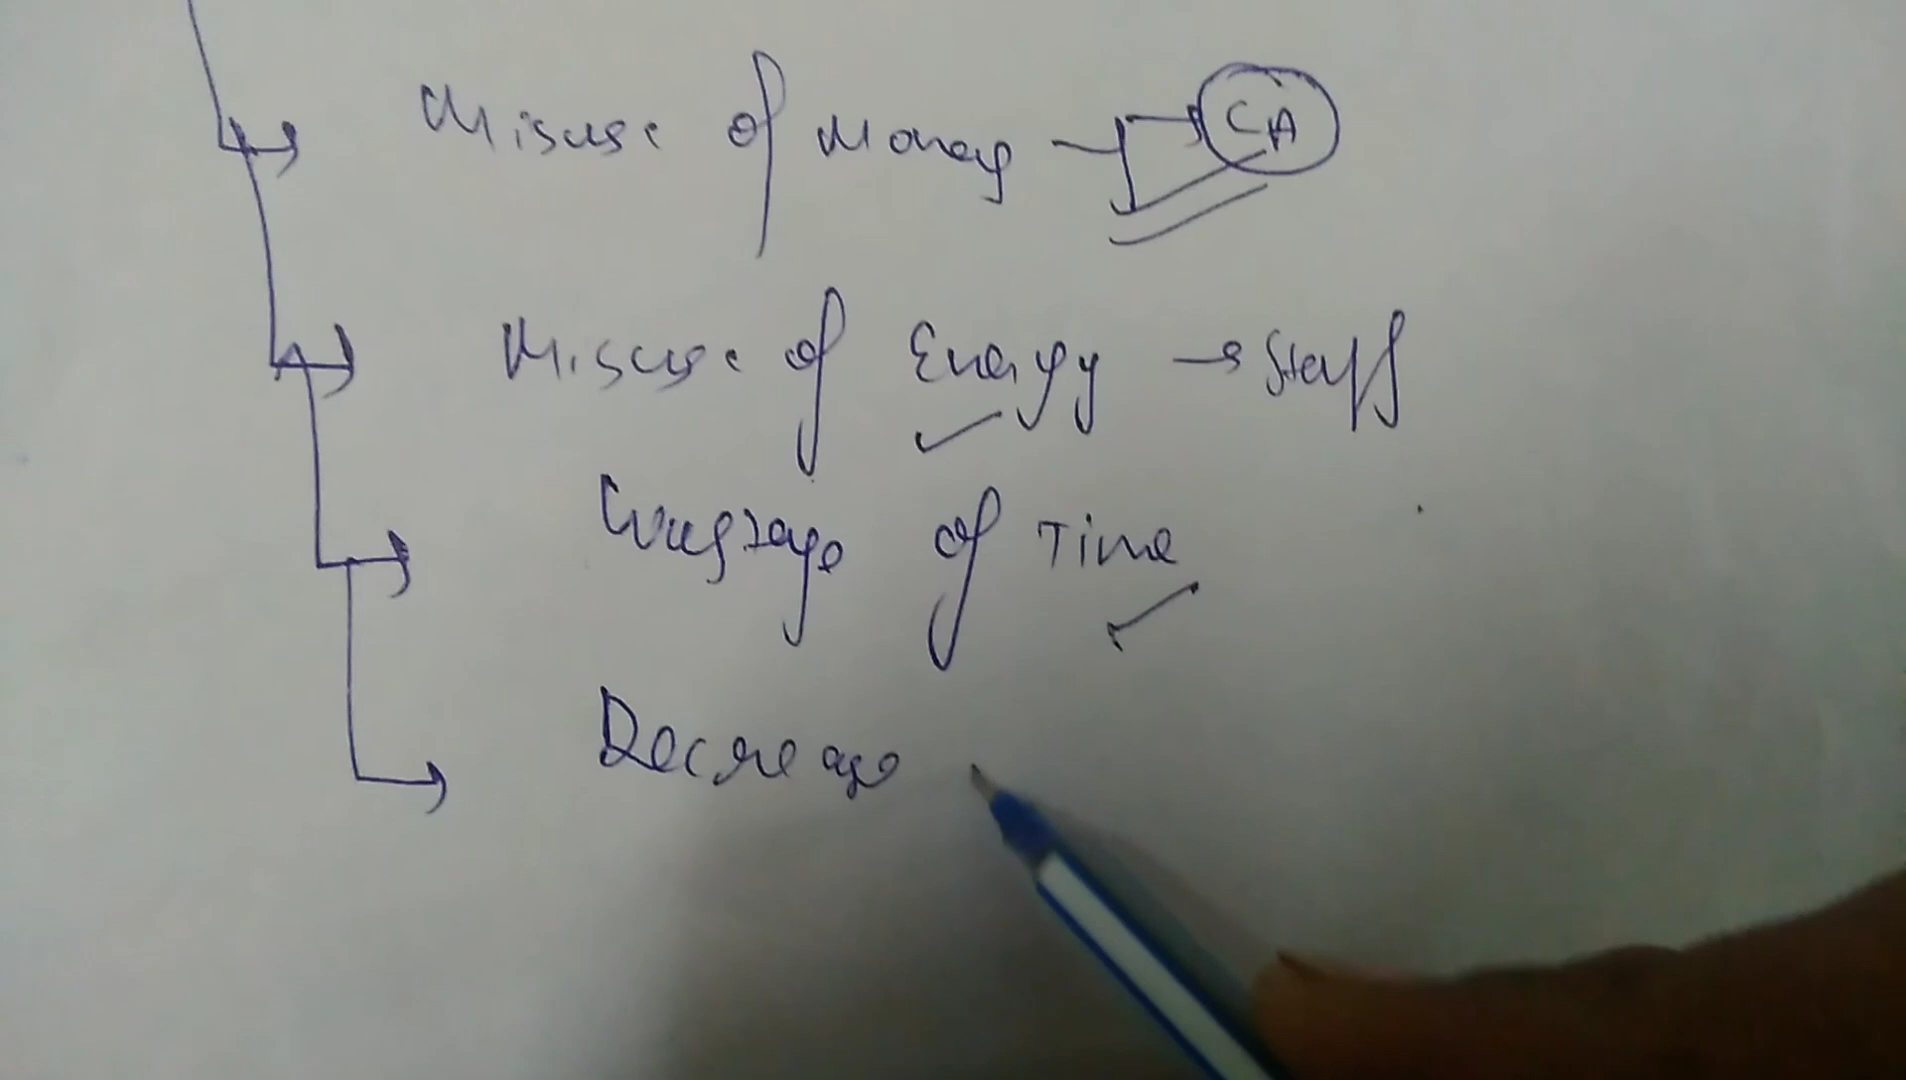 Misuse of Money → CA
Misuse of Energy → Staff
Wastage of Time
Decrease